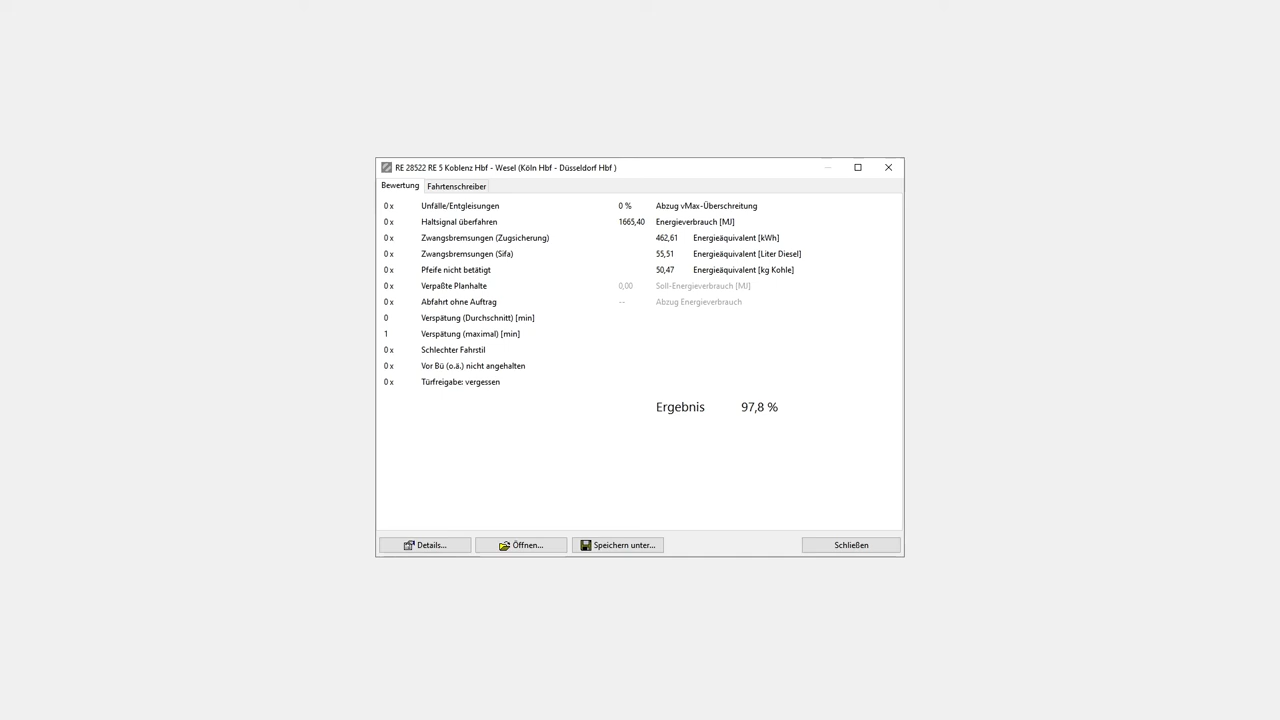 RE 28522 RE 5 Koblenz Hbf - Wesel (Köln Hbf - Düsseldorf Hbf )
Bewertung Fahrtenschreiber
0 x Unfälle/Entgleisungen 0 % Abzug vMax-Überschreitung
0 x Haltsignal überfahren 1665,40 Energieverbrauch [MJ]
0 x Zwangsbremsungen (Zugsicherung) 462,61 Energieäquivalent [kWh]
0 x Zwangsbremsungen (Sifa) 55,51 Energieäquivalent [Liter Diesel]
0 x Pfeife nicht betätigt 50,47 Energieäquivalent [kg Kohle]
0 x Verpaßte Planhalte 0,00 Soll-Energieverbrauch [MJ]
0 x Abfahrt ohne Auftrag -- Abzug Energieverbrauch
0 Verspätung (Durchschnitt) [min]
1 Verspätung (maximal) [min]
0 x Schlechter Fahrstil
0 x Vor Bü (o.ä.) nicht angehalten
0 x Türfreigabe: vergessen
Ergebnis 97,8 %
Details... Öffnen... Speichern unter... Schließen